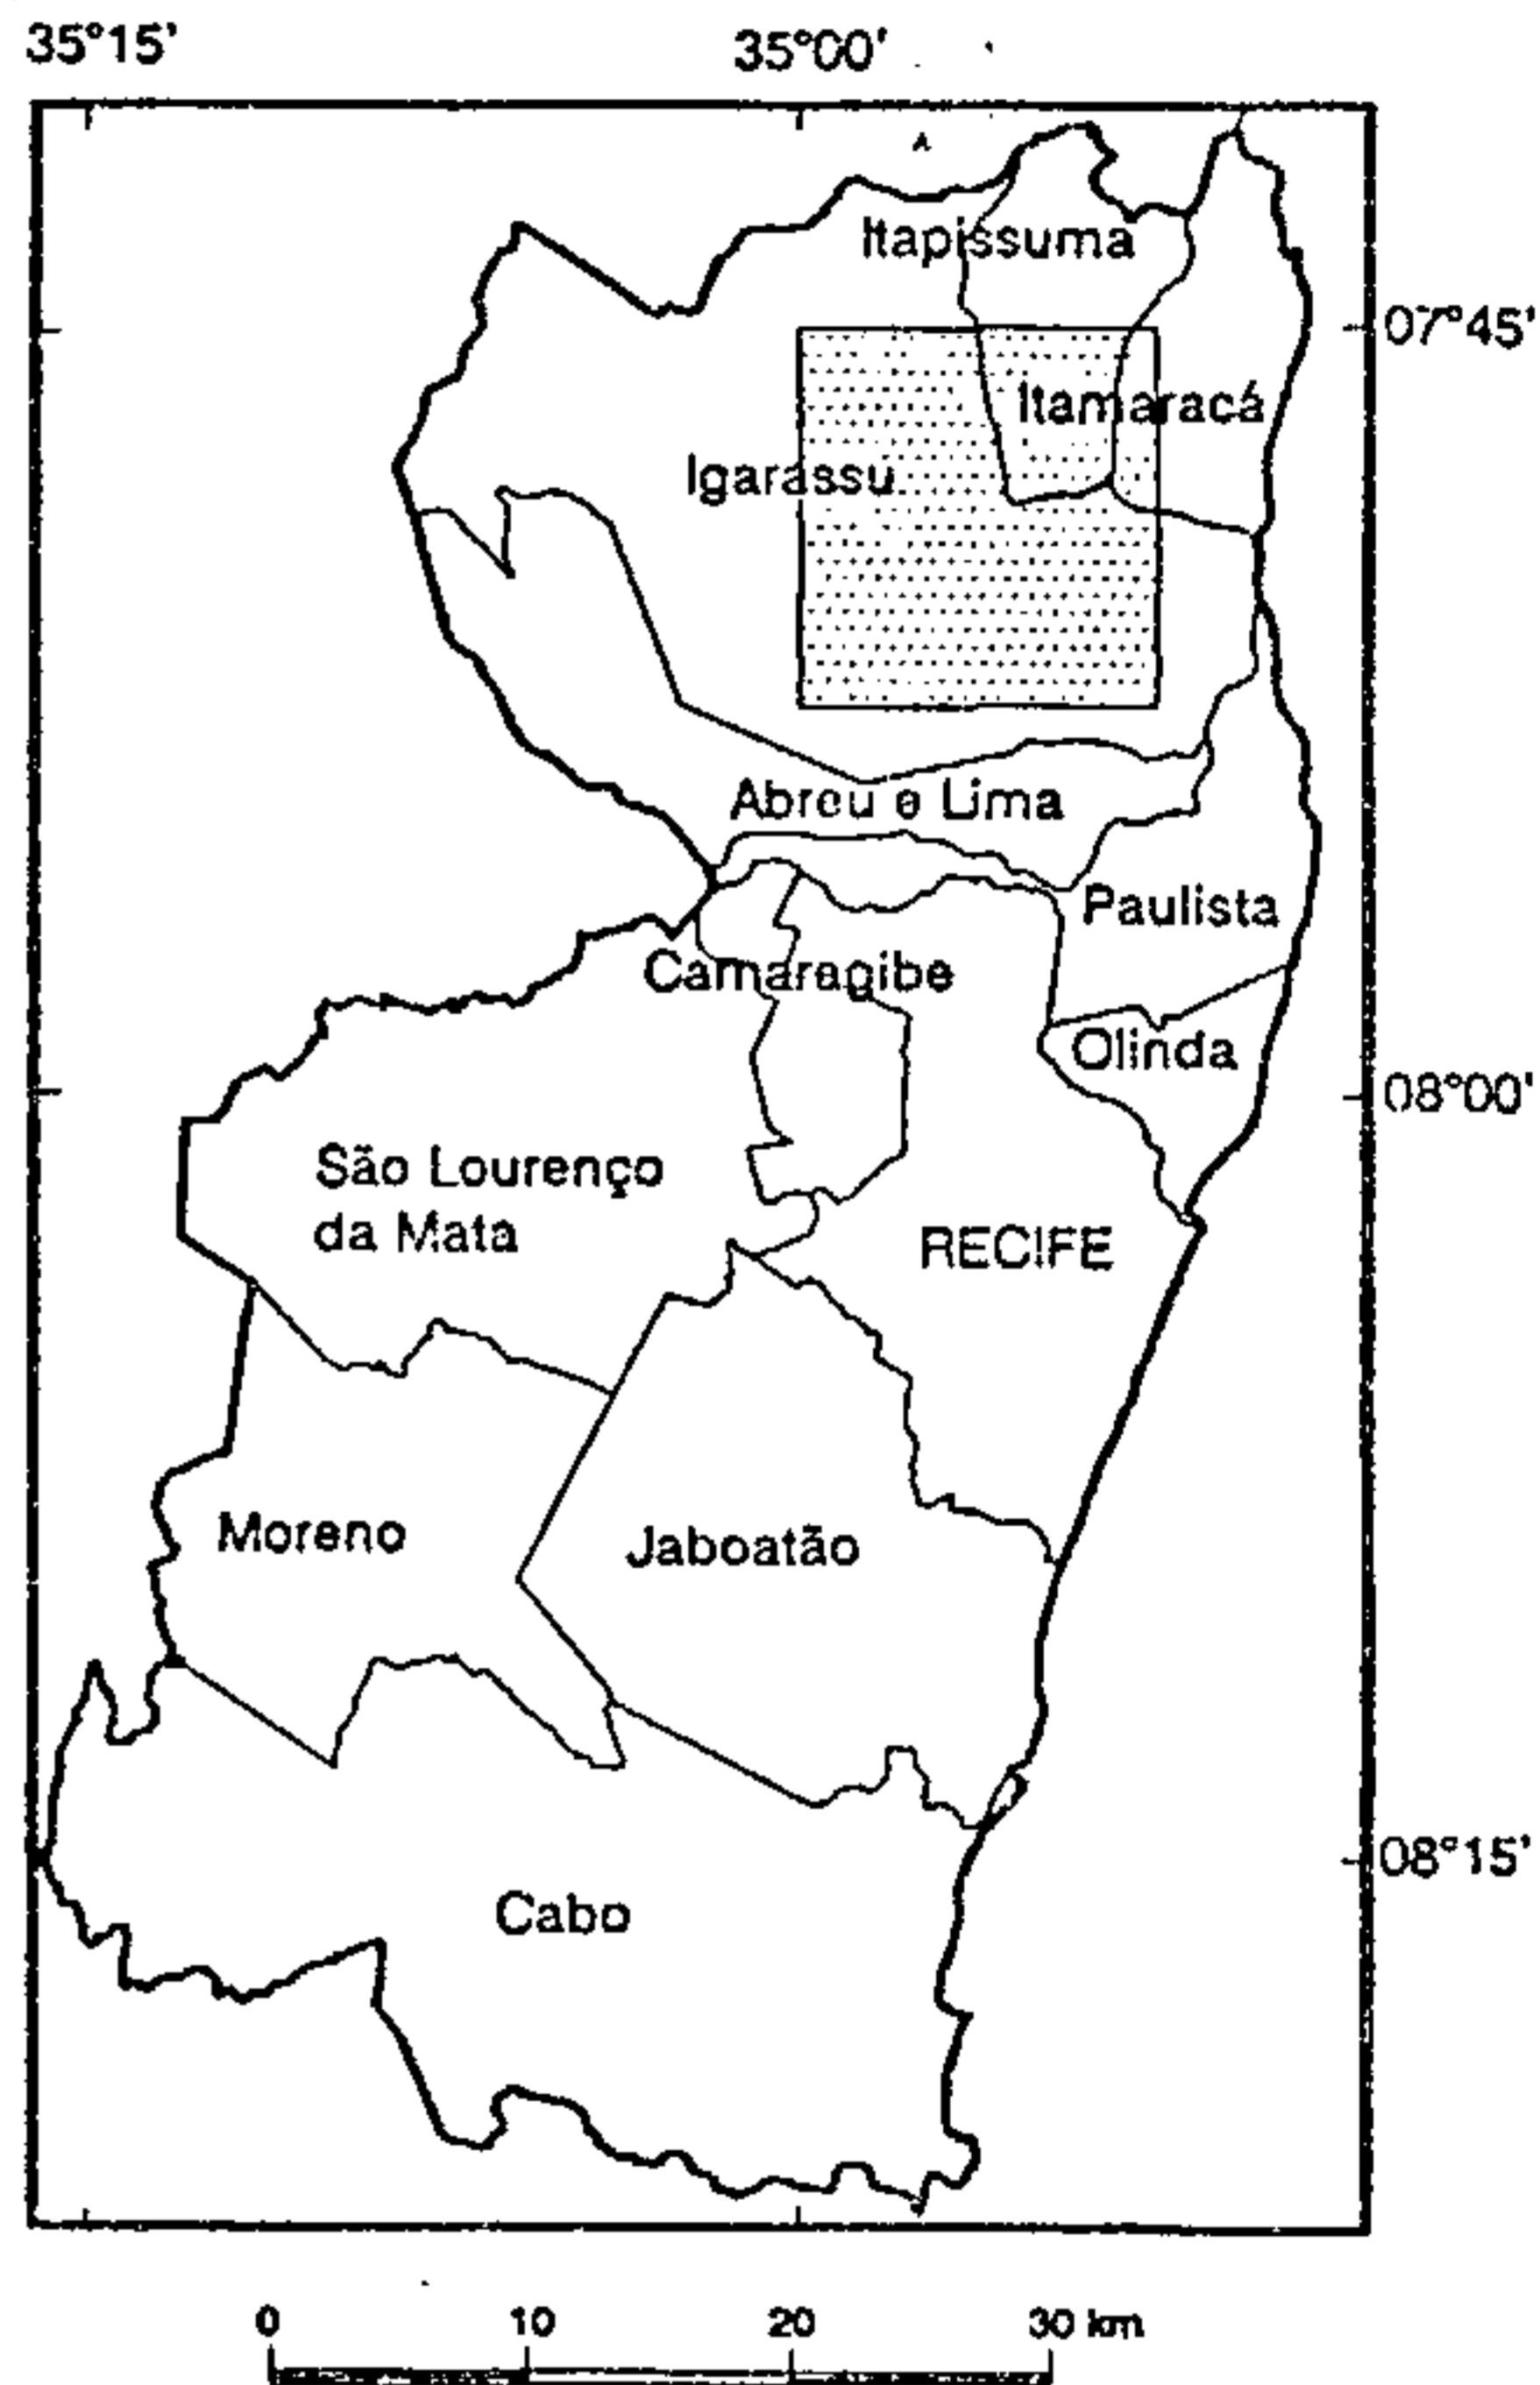 35°15'
35°00'
Itapissuma
07°45'
Itamaracá
Igarassu
Abreu e Lima
Paulista
Camaragibe
Olinda
08°00'
São Lourenço
da Mata
RECIFE
Moreno
Jaboatão
08°15'
Cabo
0 10 20 30 km